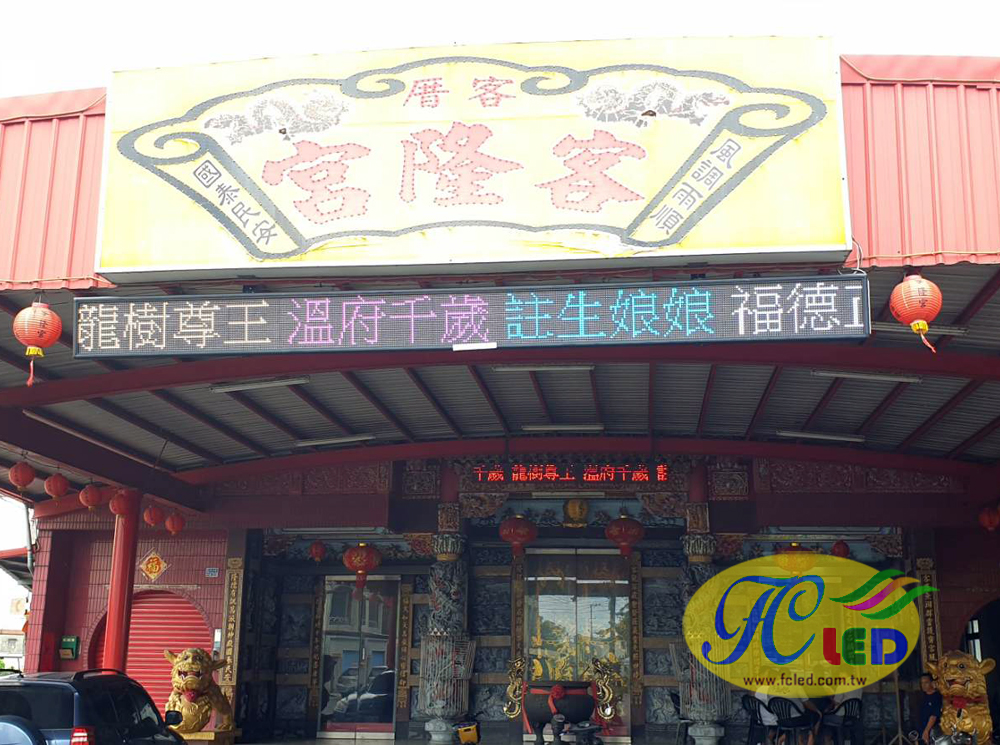 客厝
客隆宮
風調雨順
國泰民安
龍樹尊王 溫府千歲 註生娘娘 福德
千歲 龍樹尊王 溫府千歲
福
FC LED
www.fcled.com.tw